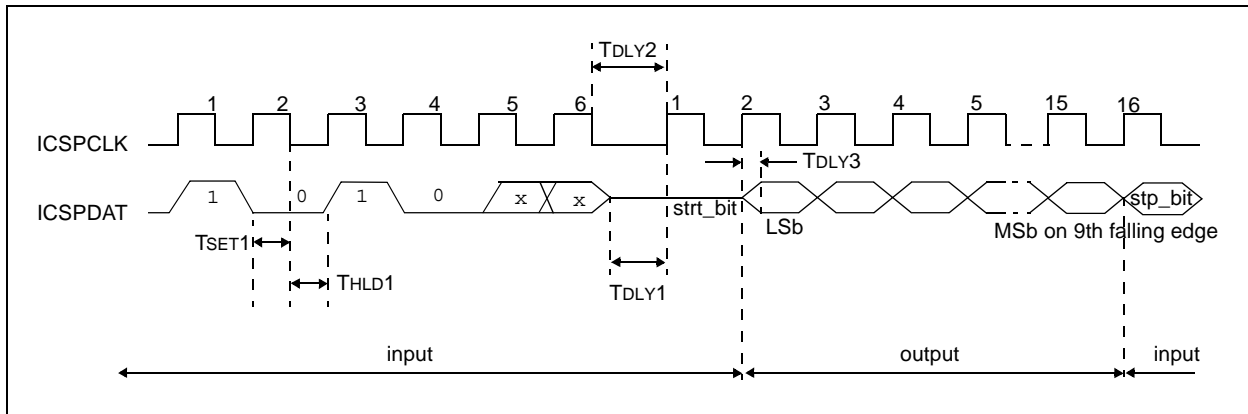 TDLY2
1 2 3 4 5 6 1 2 3 4 5 15 16
ICSPCLK
TDLY3
ICSPDAT
1 0 1 0 x x strt_bit stp_bit
LSb
MSb on 9th falling edge
TSET1
THLD1
TDLY1
input output input